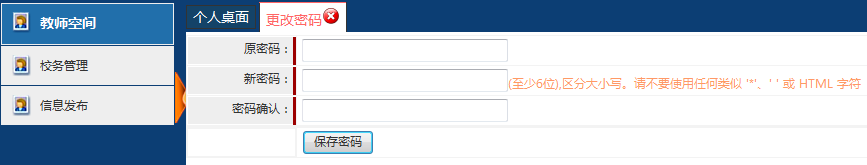 教师空间
校务管理
信息发布
个人桌面 更改密码
原密码：
新密码： (至少6位),区分大小写。请不要使用任何类似 '*'、' ' 或 HTML 字符
密码确认：
保存密码